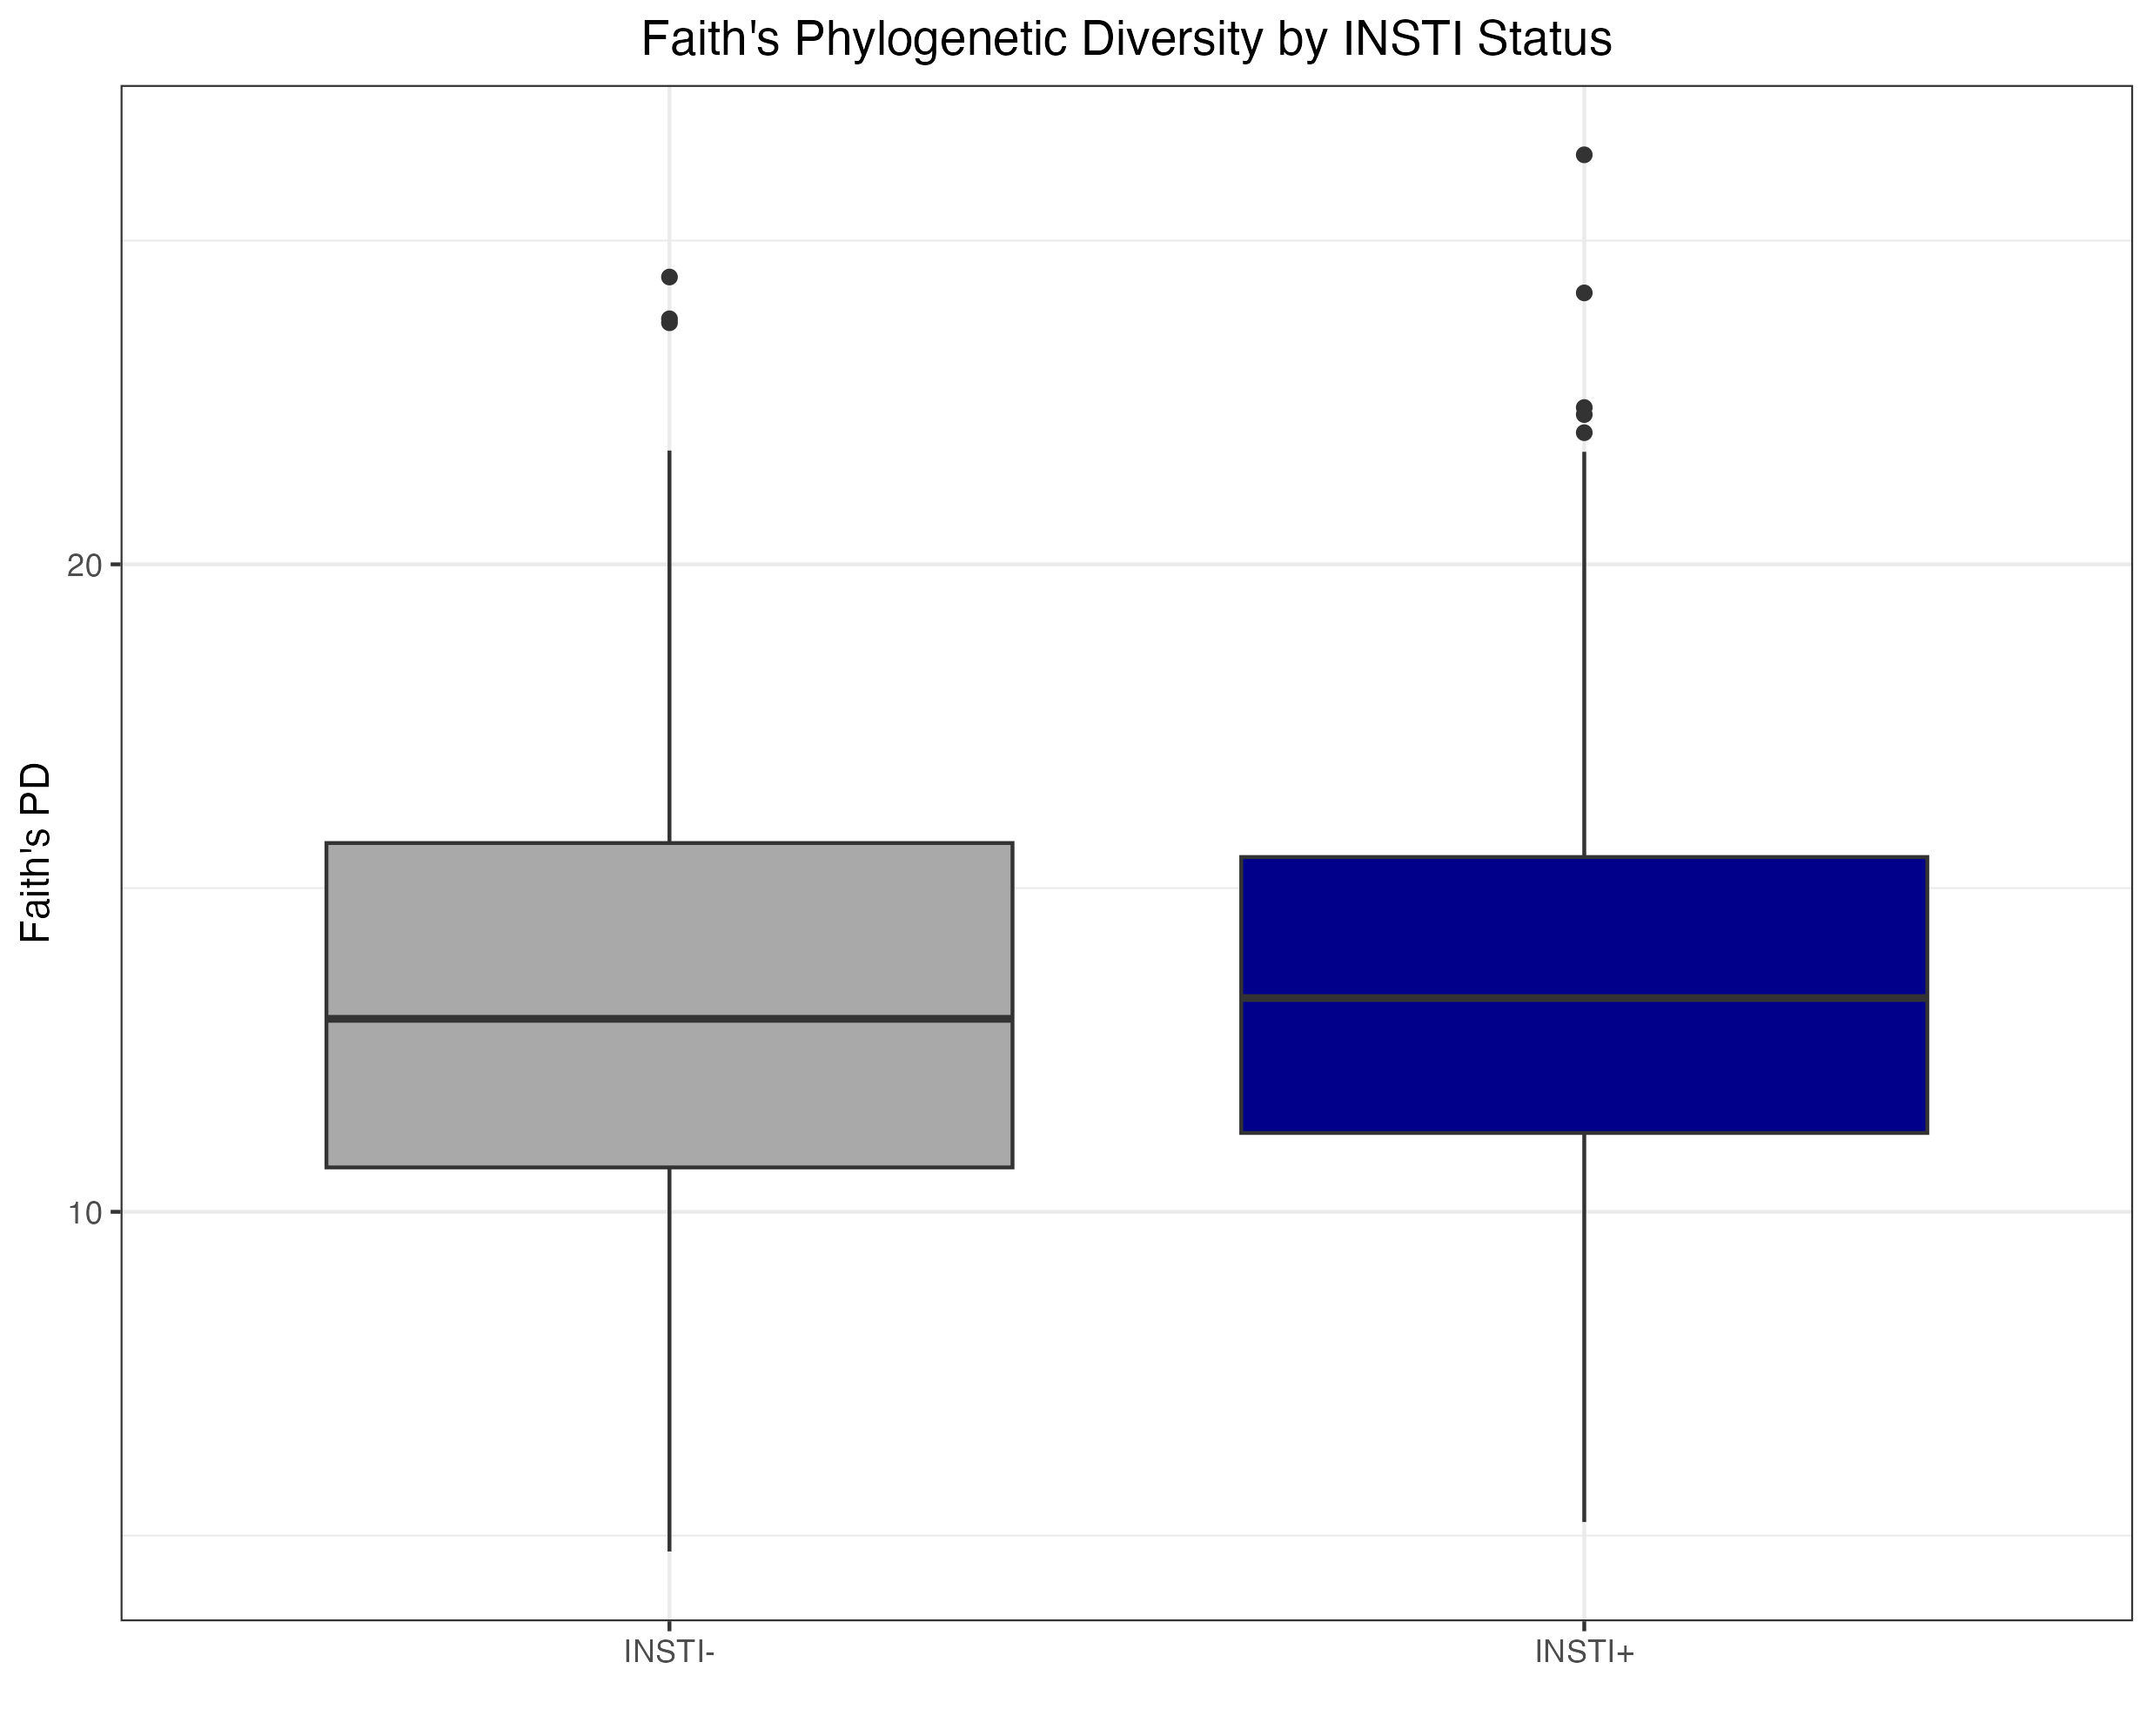 Faith's Phylogenetic Diversity by INSTI Status
Faith's PD
20
10
INSTI-
INSTI+